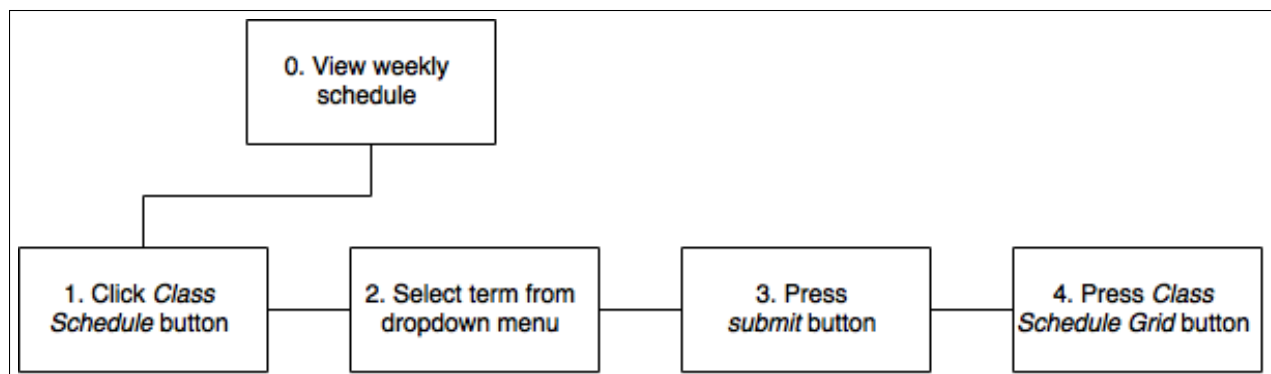 0. View weekly
schedule
1. Click Class
Schedule button
2. Select term from
dropdown menu
3. Press
submit button
4. Press Class
Schedule Grid button